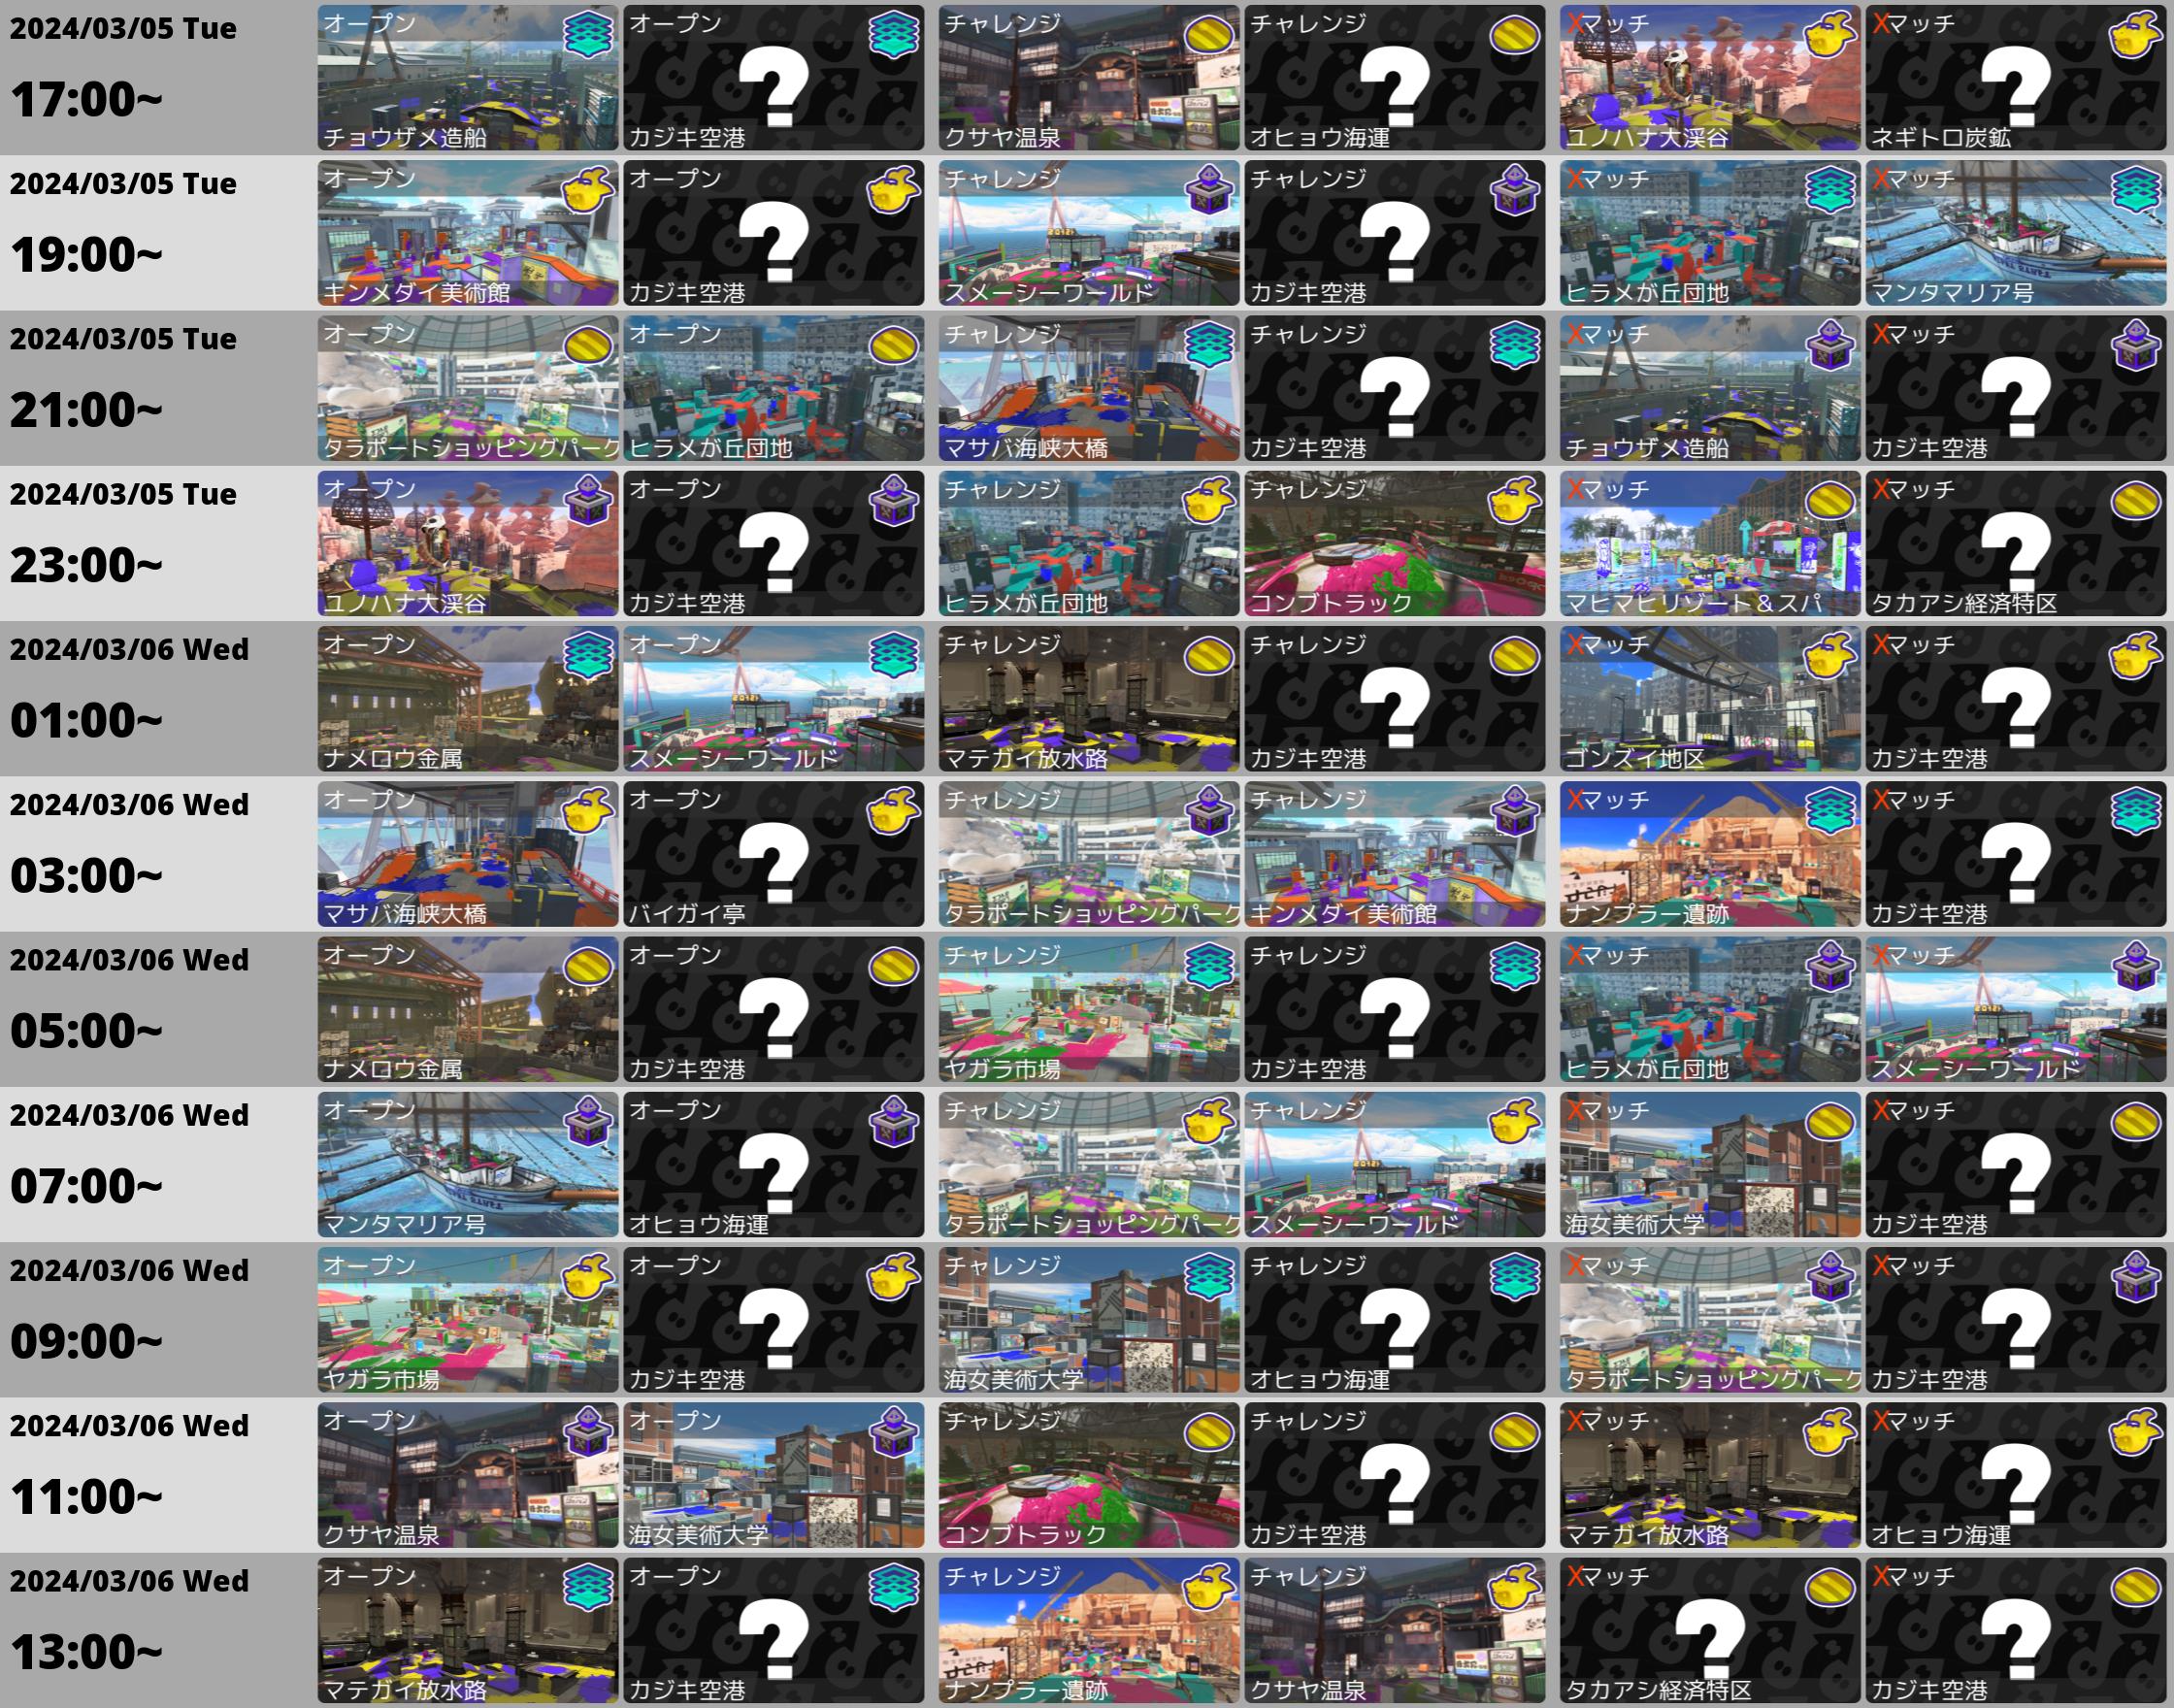 2024/03/05 Tue
17:00~
オープン
チョウザメ造船
オープン
カジキ空港
チャレンジ
クサヤ温泉
チャレンジ
オヒョウ海運
Xマッチ
ユノハナ大渓谷
Xマッチ
ネギトロ炭鉱
2024/03/05 Tue
19:00~
オープン
キンメダイ美術館
オープン
カジキ空港
チャレンジ
スメーシーワールド
チャレンジ
カジキ空港
Xマッチ
ヒラメが丘団地
Xマッチ
マンタマリア号
2024/03/05 Tue
21:00~
オープン
タラポートショッピングパーク
オープン
ヒラメが丘団地
チャレンジ
マサバ海峡大橋
チャレンジ
カジキ空港
Xマッチ
チョウザメ造船
Xマッチ
カジキ空港
2024/03/05 Tue
23:00~
オープン
ユノハナ大渓谷
オープン
カジキ空港
チャレンジ
ヒラメが丘団地
チャレンジ
コンブトラック
Xマッチ
マヒマヒリゾート&スパ
Xマッチ
タカアシ経済特区
2024/03/06 Wed
01:00~
オープン
ナメロウ金属
オープン
スメーシーワールド
チャレンジ
マテガイ放水路
チャレンジ
カジキ空港
Xマッチ
ゴンズイ地区
Xマッチ
カジキ空港
2024/03/06 Wed
03:00~
オープン
マサバ海峡大橋
オープン
バイガイ亭
チャレンジ
タラポートショッピングパーク
チャレンジ
キンメダイ美術館
Xマッチ
ナンプラー遺跡
Xマッチ
カジキ空港
2024/03/06 Wed
05:00~
オープン
ナメロウ金属
オープン
カジキ空港
チャレンジ
ヤガラ市場
チャレンジ
カジキ空港
Xマッチ
ヒラメが丘団地
Xマッチ
スメーシーワールド
2024/03/06 Wed
07:00~
オープン
マンタマリア号
オープン
オヒョウ海運
チャレンジ
タラポートショッピングパーク
チャレンジ
スメーシーワールド
Xマッチ
海女美術大学
Xマッチ
カジキ空港
2024/03/06 Wed
09:00~
オープン
ヤガラ市場
オープン
カジキ空港
チャレンジ
海女美術大学
チャレンジ
オヒョウ海運
Xマッチ
タラポートショッピングパーク
Xマッチ
カジキ空港
2024/03/06 Wed
11:00~
オープン
クサヤ温泉
オープン
海女美術大学
チャレンジ
コンブトラック
チャレンジ
カジキ空港
Xマッチ
マテガイ放水路
Xマッチ
オヒョウ海運
2024/03/06 Wed
13:00~
オープン
マテガイ放水路
オープン
カジキ空港
チャレンジ
ナンプラー遺跡
チャレンジ
クサヤ温泉
Xマッチ
タカアシ経済特区
Xマッチ
カジキ空港